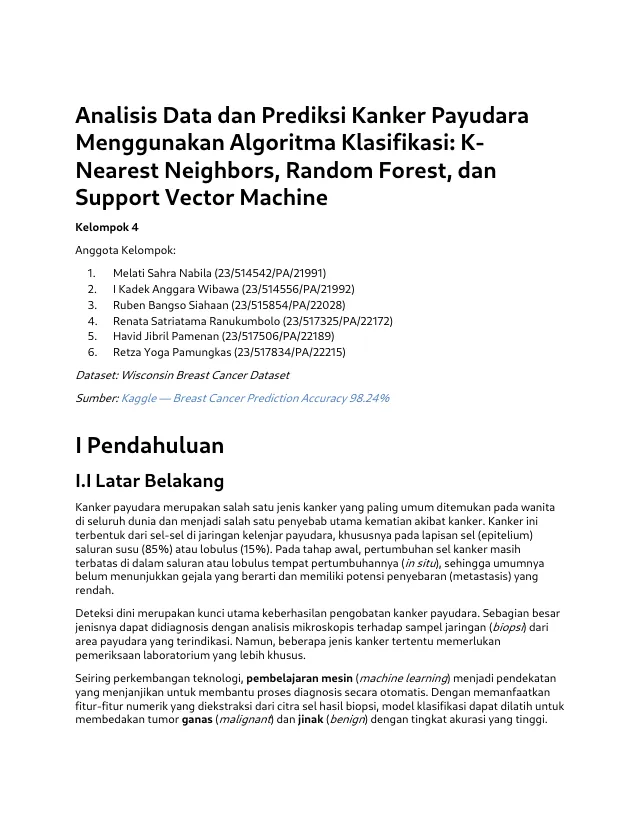 Analisis Data dan Prediksi Kanker Payudara
Menggunakan Algoritma Klasifikasi: K-
Nearest Neighbors, Random Forest, dan
Support Vector Machine
Kelompok 4
Anggota Kelompok:
1. Melati Sahra Nabila (23/514542/PA/21991)
2. I Kadek Anggara Wibawa (23/514556/PA/21992)
3. Ruben Bangso Siahaan (23/515854/PA/22028)
4. Renata Satriatama Ranukumbolo (23/517325/PA/22172)
5. Havid Jibril Pamenan (23/517506/PA/22189)
6. Retza Yoga Pamungkas (23/517834/PA/22215)
Dataset: Wisconsin Breast Cancer Dataset
Sumber: Kaggle — Breast Cancer Prediction Accuracy 98.24%
I Pendahuluan
I.I Latar Belakang
Kanker payudara merupakan salah satu jenis kanker yang paling umum ditemukan pada wanita
di seluruh dunia dan menjadi salah satu penyebab utama kematian akibat kanker. Kanker ini
terbentuk dari sel-sel di jaringan kelenjar payudara, khususnya pada lapisan sel (epitelium)
saluran susu (85%) atau lobulus (15%). Pada tahap awal, pertumbuhan sel kanker masih
terbatas di dalam saluran atau lobulus tempat pertumbuhannya (in situ), sehingga umumnya
belum menunjukkan gejala yang berarti dan memiliki potensi penyebaran (metastasis) yang
rendah.
Deteksi dini merupakan kunci utama keberhasilan pengobatan kanker payudara. Sebagian besar
jenisnya dapat didiagnosis dengan analisis mikroskopis terhadap sampel jaringan (biopsi) dari
area payudara yang terindikasi. Namun, beberapa jenis kanker tertentu memerlukan
pemeriksaan laboratorium yang lebih khusus.
Seiring perkembangan teknologi, pembelajaran mesin (machine learning) menjadi pendekatan
yang menjanjikan untuk membantu proses diagnosis secara otomatis. Dengan memanfaatkan
fitur-fitur numerik yang diekstraksi dari citra sel hasil biopsi, model klasifikasi dapat dilatih untuk
membedakan tumor ganas (malignant) dan jinak (benign) dengan tingkat akurasi yang tinggi.